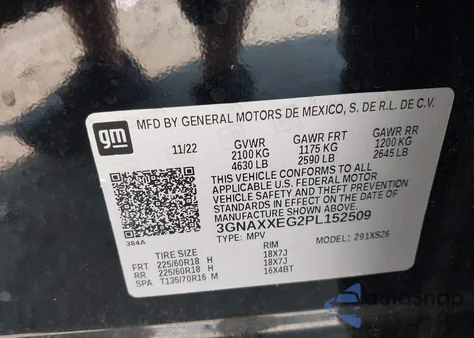 gm
MFD BY GENERAL MOTORS DE MEXICO, S. DE R.L. DE C.V.
11/22 GVWR GAWR FRT GAWR RR
2100 KG 1175 KG 1200 KG
4630 LB 2590 LB 2645 LB
THIS VEHICLE CONFORMS TO ALL
APPLICABLE U.S. FEDERAL MOTOR
VEHICLE SAFETY AND THEFT PREVENTION
STANDARDS IN EFFECT ON THE DATE OF
MANUFACTURE SHOWN ABOVE.
384A
3GNAXXEG2PL152509
TYPE: MPV MODEL: 291XS26
RIM
FRT 225/60R18 H 18X7J
RR 225/60R18 H 18X7J
SPA T135/70R16 M 16X4BT
autosnap